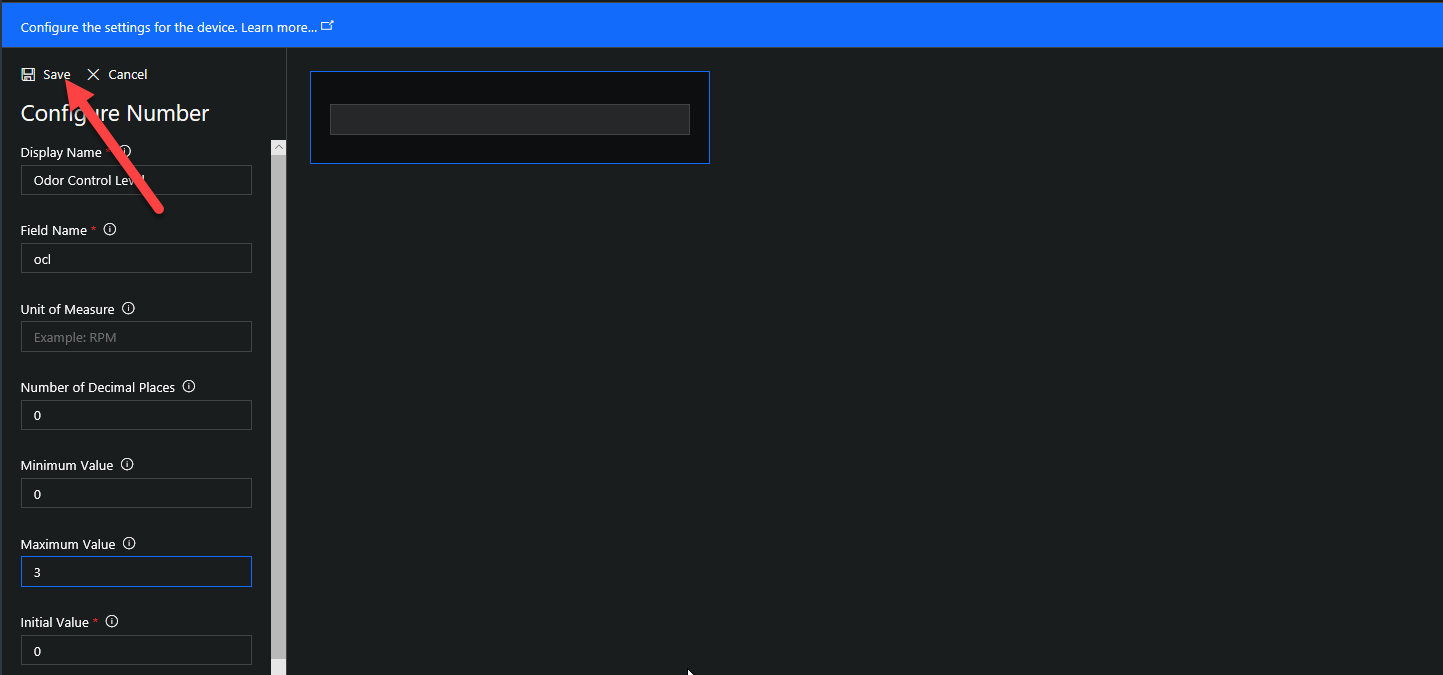 Configure the settings for the device. Learn more...
Save Cancel
Configure Number
Display Name *
Odor Control Level
Field Name *
ocl
Unit of Measure
Example: RPM
Number of Decimal Places
0
Minimum Value
0
Maximum Value
3
Initial Value *
0